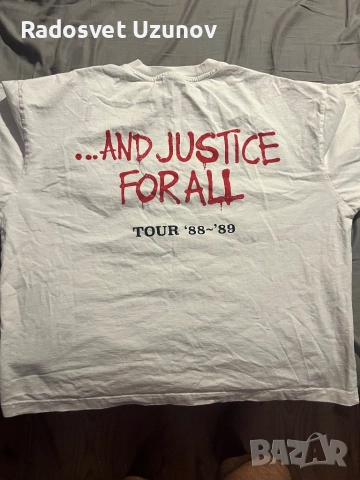 Radosvet Uzunov
...AND JUSTICE
FOR ALL
TOUR '88~'89
BAZAR